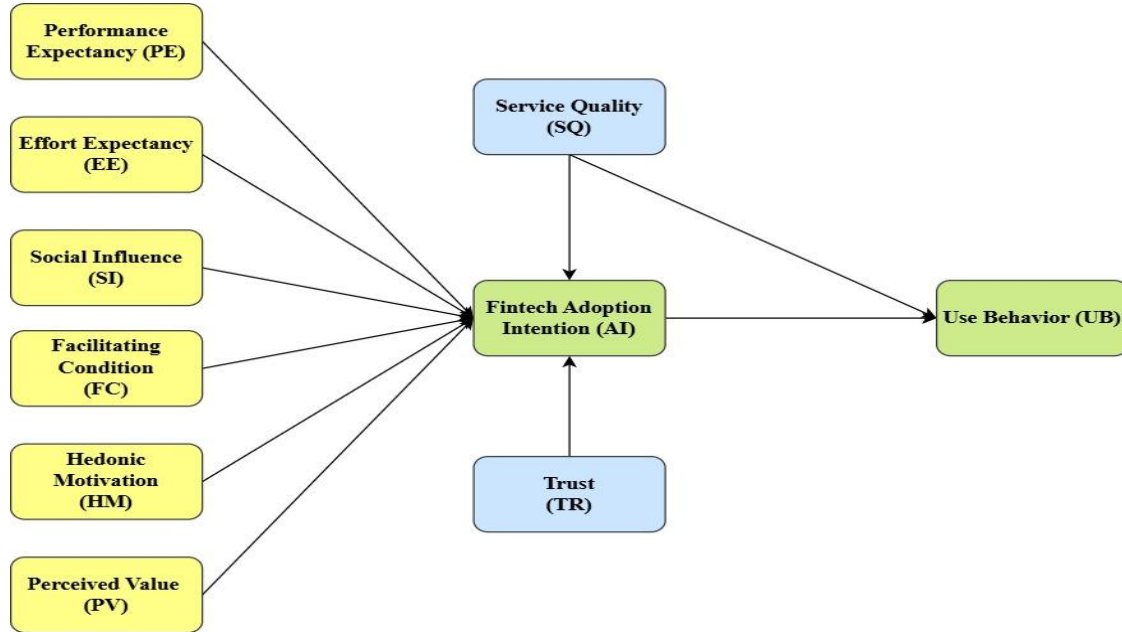 Performance
Expectancy (PE)
Effort Expectancy
(EE)
Social Influence
(SI)
Facilitating
Condition
(FC)
Hedonic
Motivation
(HM)
Perceived Value
(PV)
Service Quality
(SQ)
Fintech Adoption
Intention (AI)
Trust
(TR)
Use Behavior (UB)